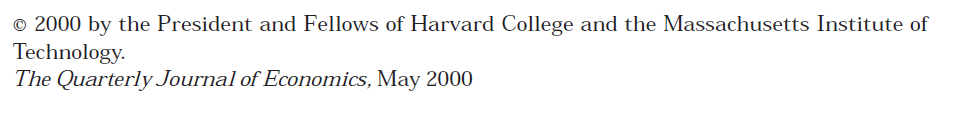 © 2000 by the President and Fellows of Harvard College and the Massachusetts Institute of
Technology.
The Quarterly Journal of Economics, May 2000